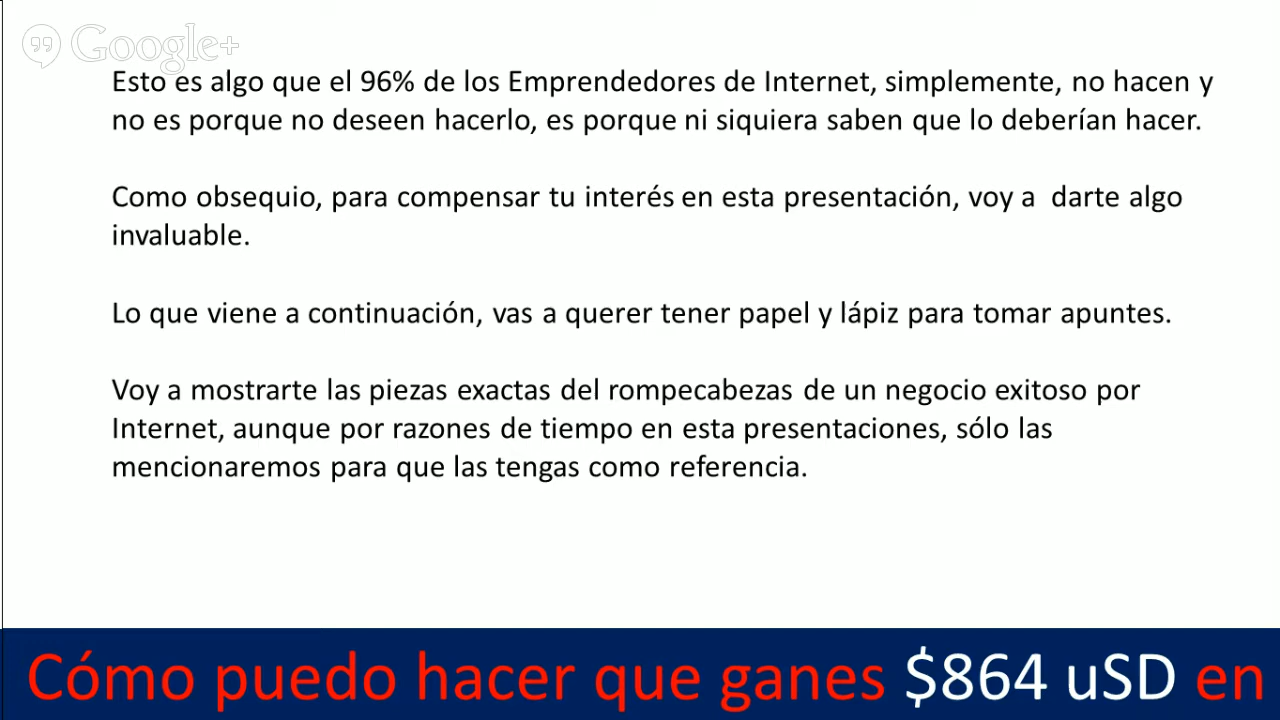 Google+
Esto es algo que el 96% de los Emprendedores de Internet, simplemente, no hacen y
no es porque no deseen hacerlo, es porque ni siquiera saben que lo deberían hacer.
Como obsequio, para compensar tu interés en esta presentación, voy a  darte algo
invaluable.
Lo que viene a continuación, vas a querer tener papel y lápiz para tomar apuntes.
Voy a mostrarte las piezas exactas del rompecabezas de un negocio exitoso por
Internet, aunque por razones de tiempo en esta presentaciones, sólo las
mencionaremos para que las tengas como referencia.
Cómo puedo hacer que ganes $864 uSD en